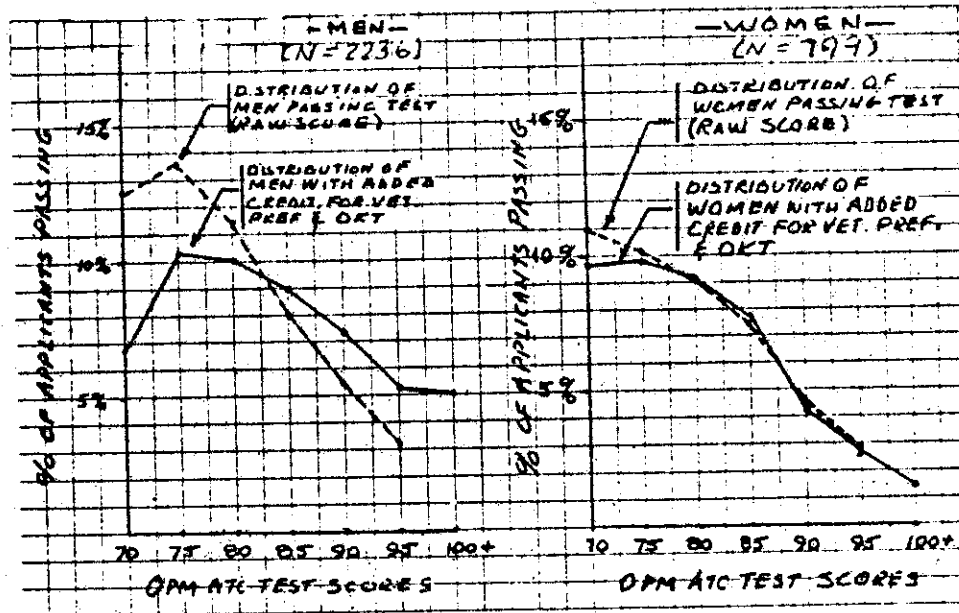 - MEN -
(N = 2236)
DISTRIBUTION OF
MEN PASSING TEST
(RAW SCORE)
DISTRIBUTION OF
MEN WITH ADDED
CREDIT FOR VET.
PREF & OKT
% OF APPLICANTS PASSING
15%
10%
5%
70 75 80 85 90 95 100+
OPM ATC TEST SCORES
— WOMEN —
DISTRIBUTION OF
WOMEN PASSING TEST
(RAW SCORE)
DISTRIBUTION OF
WOMEN WITH ADDED
CREDIT FOR VET. PREF.
& OKT
% OF APPLICANTS PASSING
15%
10%
5%
70 75 80 85 90 95 100+
OPM ATC TEST SCORES